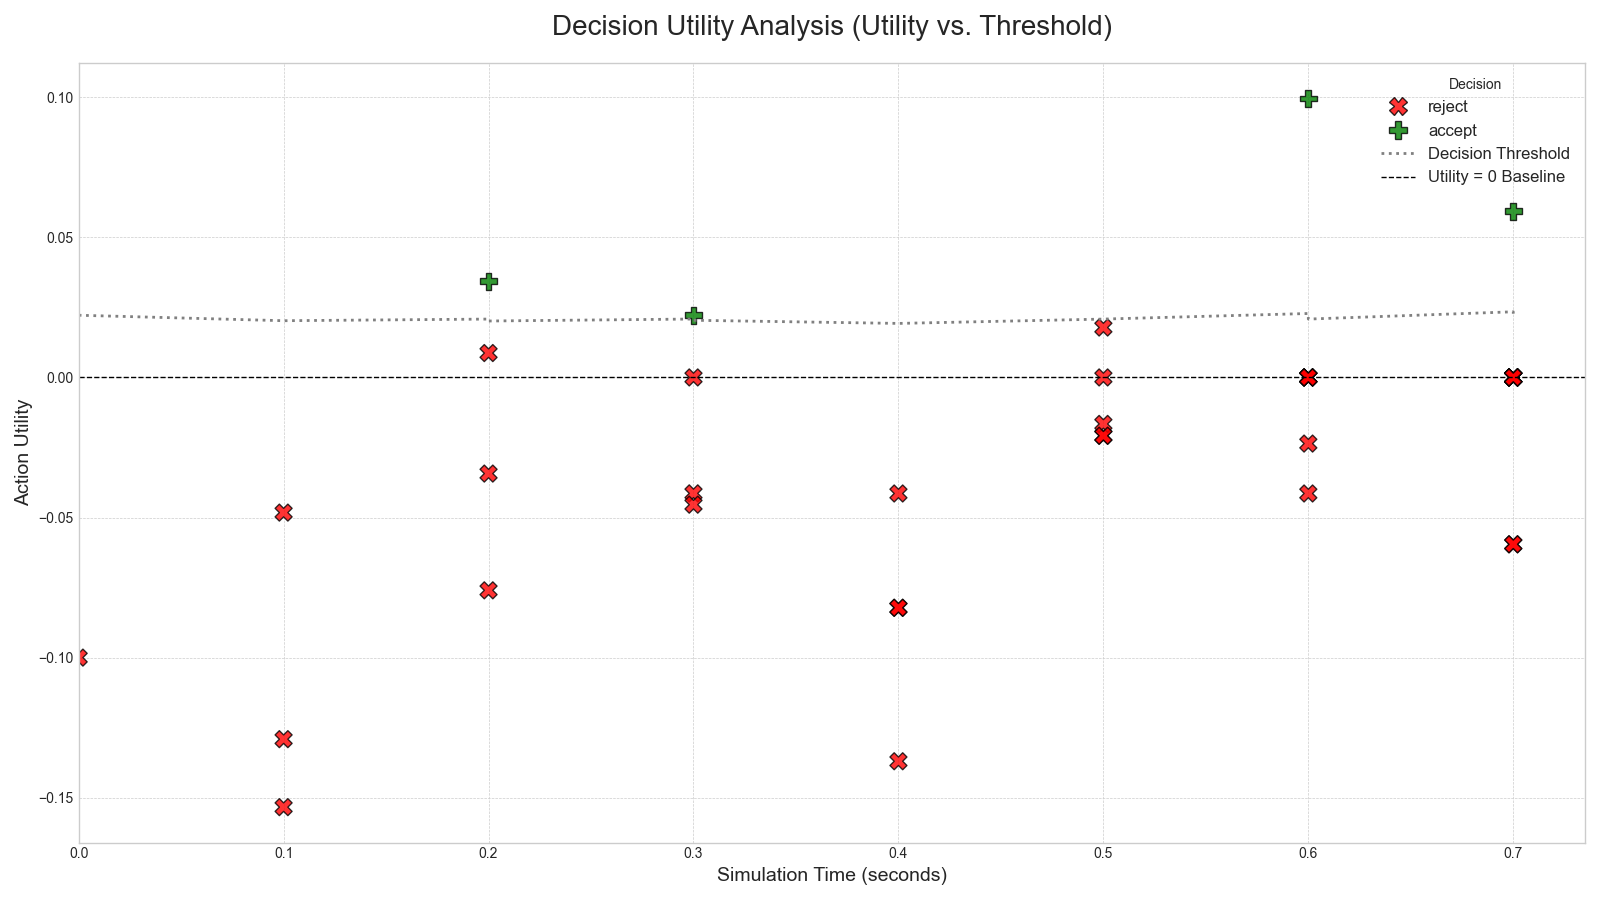 Decision Utility Analysis (Utility vs. Threshold)
Decision
reject
accept
Decision Threshold
Utility = 0 Baseline
Action Utility
0.10
0.05
0.00
−0.05
−0.10
−0.15
0.0 0.1 0.2 0.3 0.4 0.5 0.6 0.7
Simulation Time (seconds)